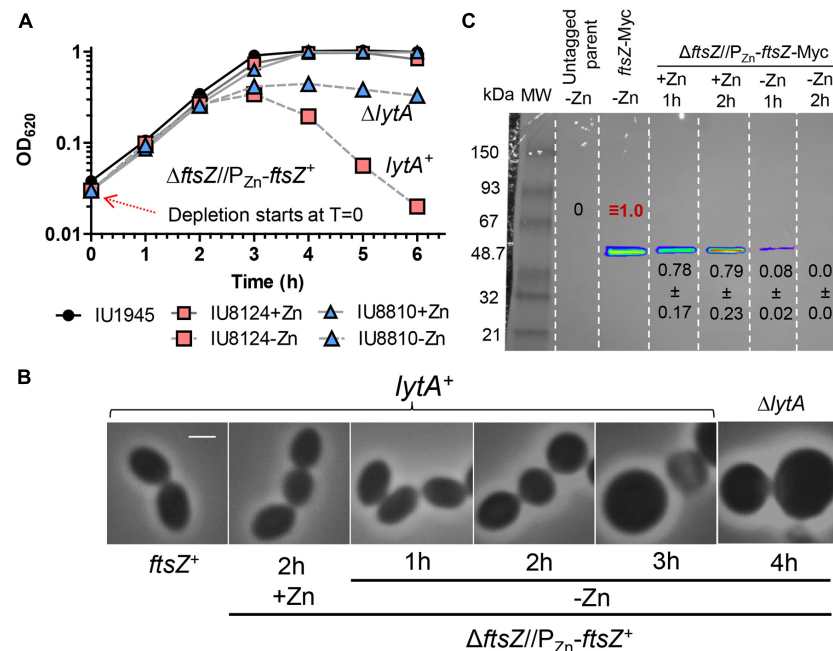 A
OD620
1
0.1
0.01
ΔlytA
lytA+
ΔftsZ//PZn-ftsZ+
Depletion starts at T=0
0 1 2 3 4 5 6
Time (h)
IU1945 IU8124+Zn IU8810+Zn
IU8124-Zn IU8810-Zn
C
Untagged
parent
ftsZ-Myc
ΔftsZ//PZn-ftsZ-Myc
+Zn +Zn -Zn -Zn
kDa MW -Zn -Zn 1h 2h 1h 2h
150
93
67 0 ≡1.0
48.7
0.78 0.79 0.08 0.0
± ± ± ±
32
0.17 0.23 0.02 0.0
21
B
lytA+ ΔlytA
ftsZ+ 2h 1h 2h 3h 4h
+Zn -Zn
ΔftsZ//PZn-ftsZ+